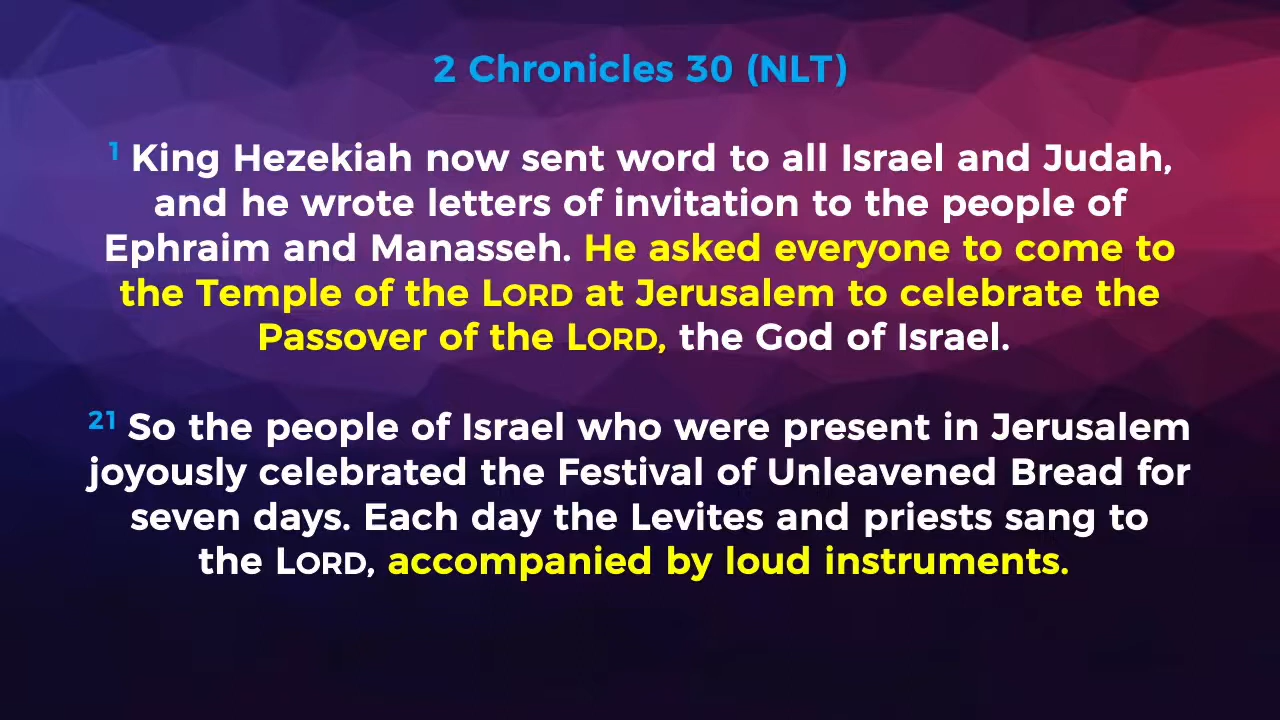 2 Chronicles 30 (NLT)
1 King Hezekiah now sent word to all Israel and Judah,
and he wrote letters of invitation to the people of
Ephraim and Manasseh. He asked everyone to come to
the Temple of the LORD at Jerusalem to celebrate the
Passover of the LORD, the God of Israel.
21 So the people of Israel who were present in Jerusalem
joyously celebrated the Festival of Unleavened Bread for
seven days. Each day the Levites and priests sang to
the LORD, accompanied by loud instruments.